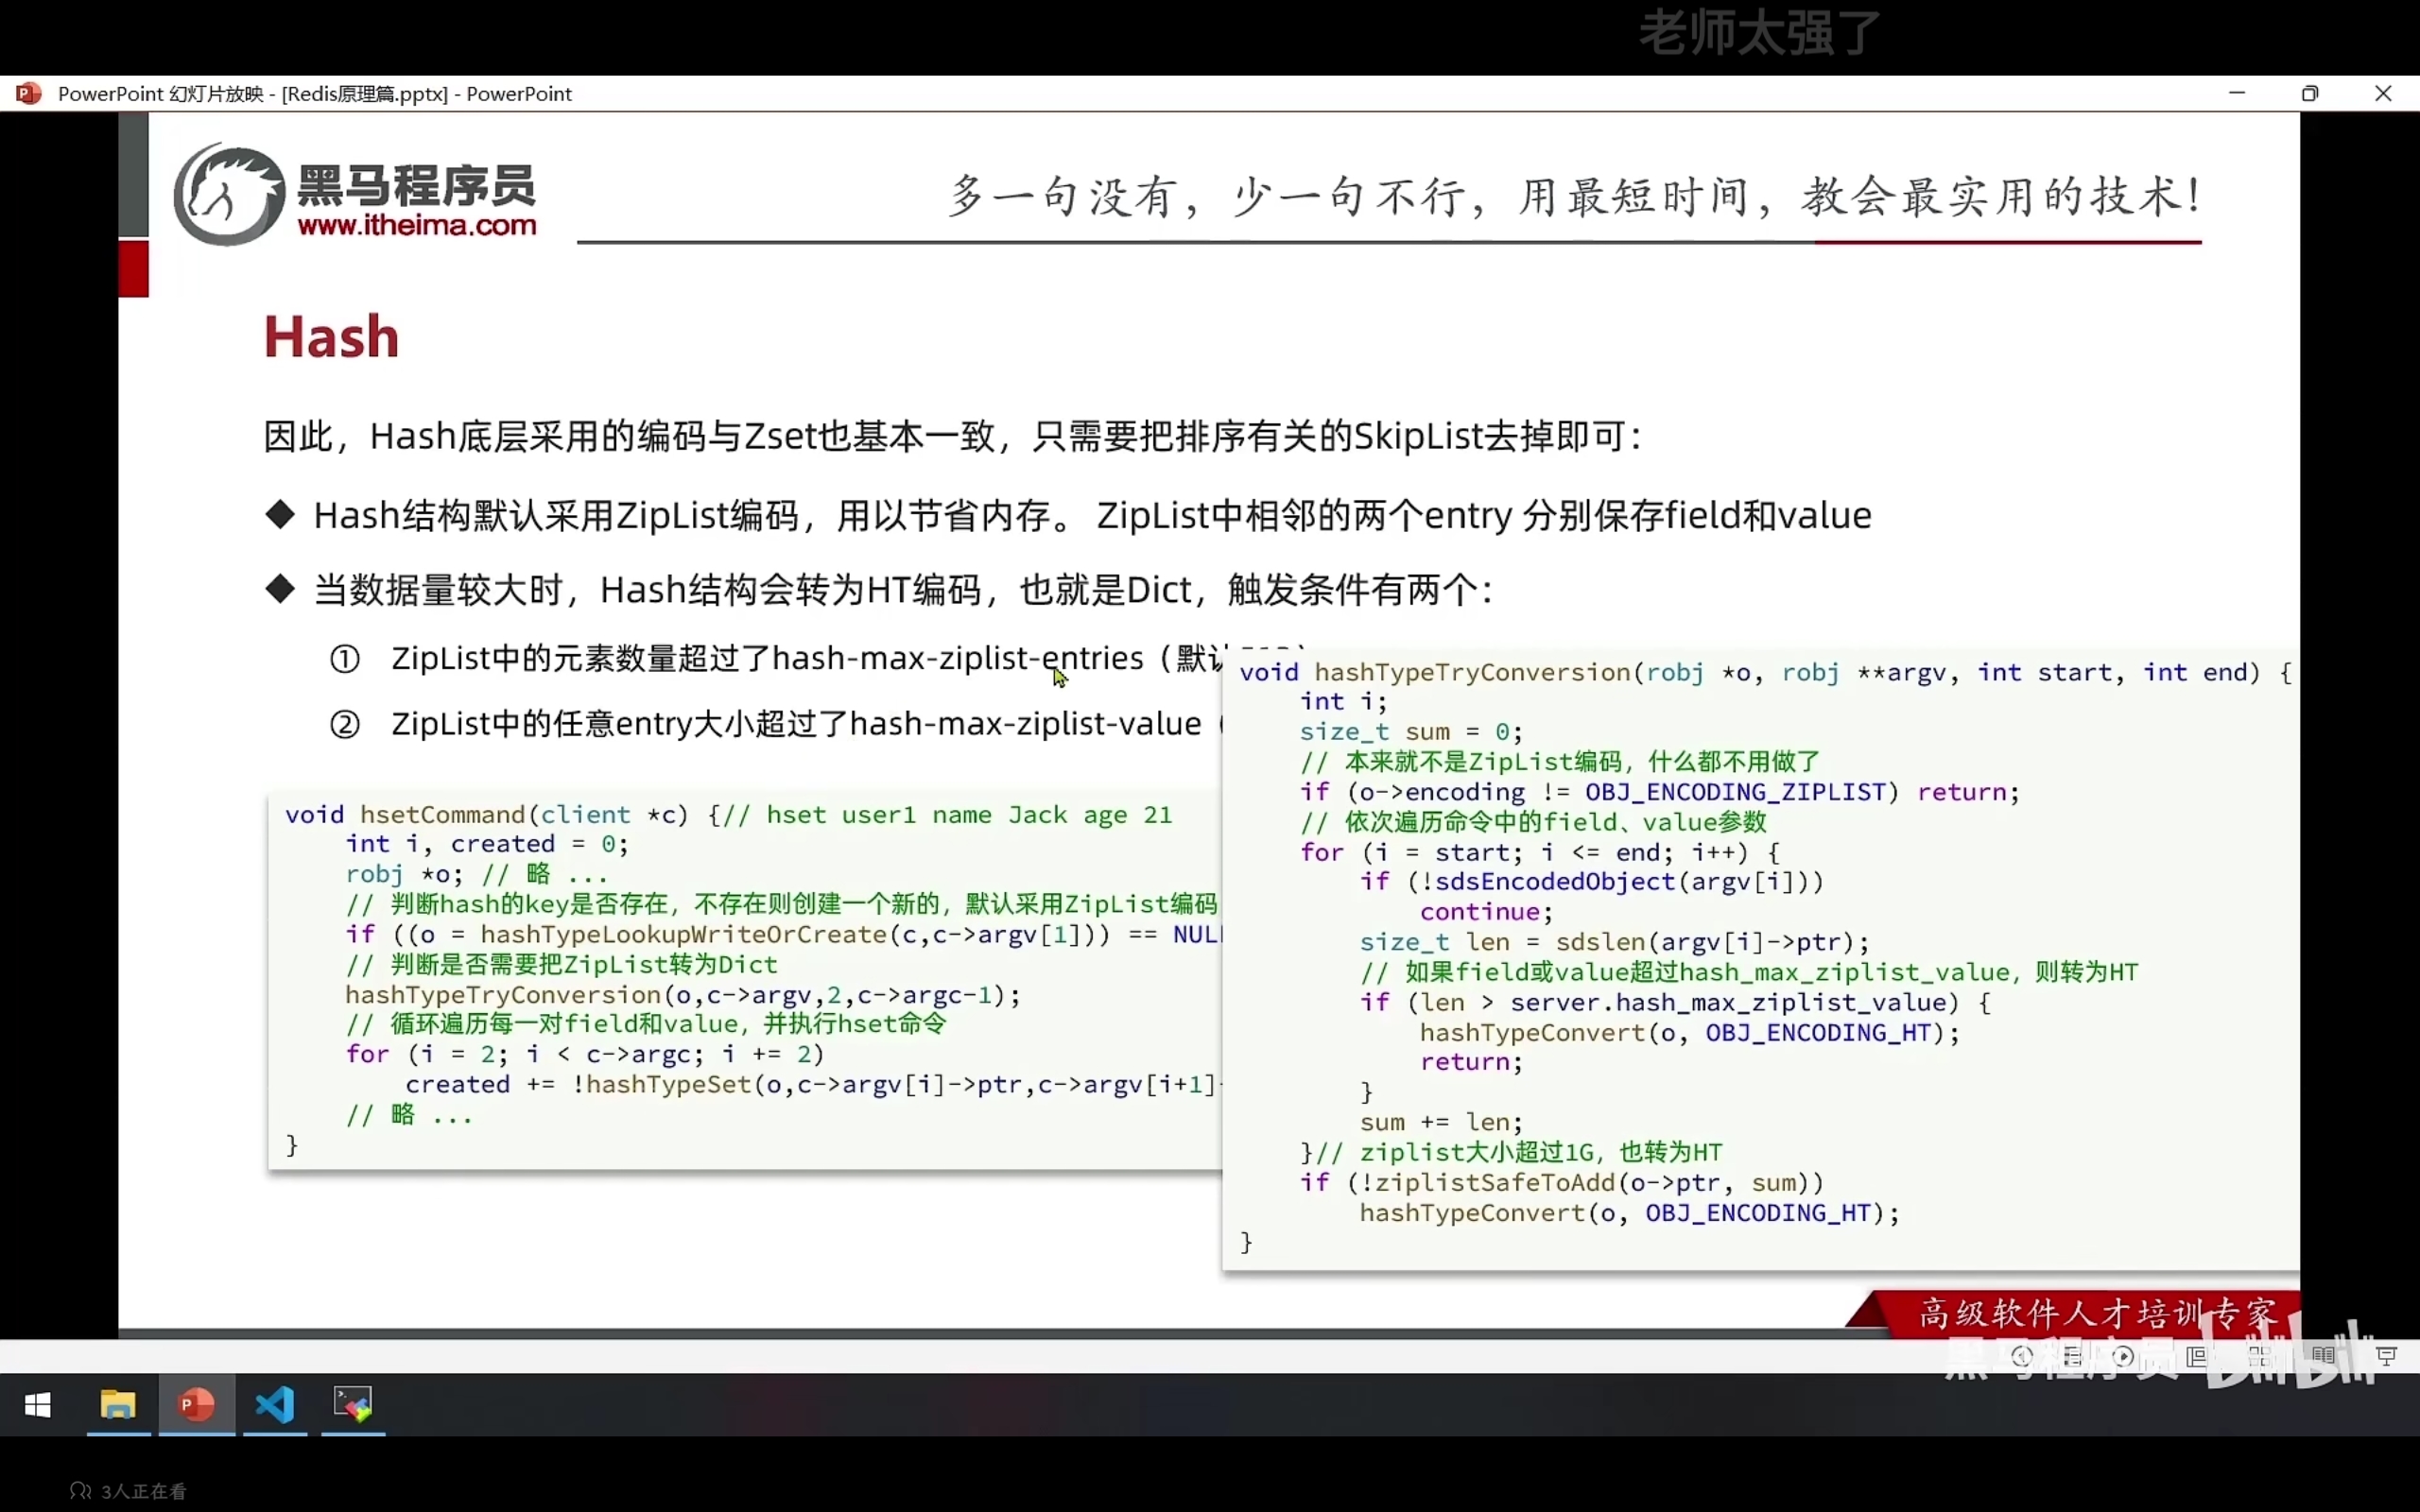 老师太强了
PowerPoint 幻灯片放映 - [Redis原理篇.pptx] - PowerPoint
黑马程序员
www.itheima.com
多一句没有，少一句不行，用最短时间，教会最实用的技术！
Hash
因此，Hash底层采用的编码与Zset也基本一致，只需要把排序有关的SkipList去掉即可：
◆ Hash结构默认采用ZipList编码，用以节省内存。 ZipList中相邻的两个entry 分别保存field和value
◆ 当数据量较大时，Hash结构会转为HT编码，也就是Dict，触发条件有两个：
① ZipList中的元素数量超过了hash-max-ziplist-entries（默认
② ZipList中的任意entry大小超过了hash-max-ziplist-value（
void hsetCommand(client *c) {// hset user1 name Jack age 21
    int i, created = 0;
    robj *o; // 略 ...
    // 判断hash的key是否存在，不存在则创建一个新的，默认采用ZipList编码
    if ((o = hashTypeLookupWriteOrCreate(c,c->argv[1])) == NULL
    // 判断是否需要把ZipList转为Dict
    hashTypeTryConversion(o,c->argv,2,c->argc-1);
    // 循环遍历每一对field和value，并执行hset命令
    for (i = 2; i < c->argc; i += 2)
        created += !hashTypeSet(o,c->argv[i]->ptr,c->argv[i+1]-
    // 略 ...
}
void hashTypeTryConversion(robj *o, robj **argv, int start, int end) {
    int i;
    size_t sum = 0;
    // 本来就不是ZipList编码，什么都不用做了
    if (o->encoding != OBJ_ENCODING_ZIPLIST) return;
    // 依次遍历命令中的field、value参数
    for (i = start; i <= end; i++) {
        if (!sdsEncodedObject(argv[i]))
            continue;
        size_t len = sdslen(argv[i]->ptr);
        // 如果field或value超过hash_max_ziplist_value，则转为HT
        if (len > server.hash_max_ziplist_value) {
            hashTypeConvert(o, OBJ_ENCODING_HT);
            return;
        }
        sum += len;
    }// ziplist大小超过1G，也转为HT
    if (!ziplistSafeToAdd(o->ptr, sum))
        hashTypeConvert(o, OBJ_ENCODING_HT);
}
高级软件人才培训专家
黑马程序员 bilibili
3人正在看